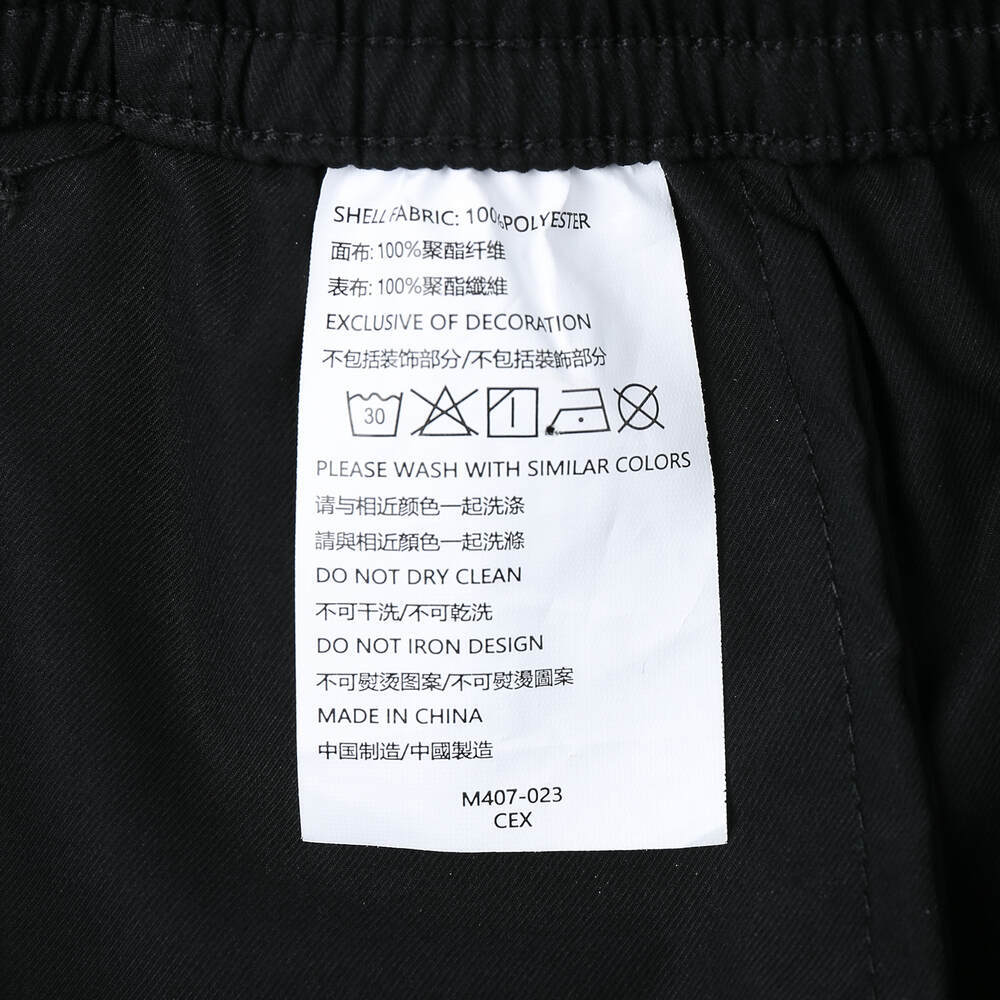 SHELL FABRIC: 100%POLYESTER
面布: 100%聚酯纤维
表布: 100%聚酯纖維
EXCLUSIVE OF DECORATION
不包括装饰部分/不包括裝飾部分
30
PLEASE WASH WITH SIMILAR COLORS
请与相近颜色一起洗涤
請與相近顏色一起洗滌
DO NOT DRY CLEAN
不可干洗/不可乾洗
DO NOT IRON DESIGN
不可熨烫图案/不可熨燙圖案
MADE IN CHINA
中国制造/中國製造
M407-023
CEX